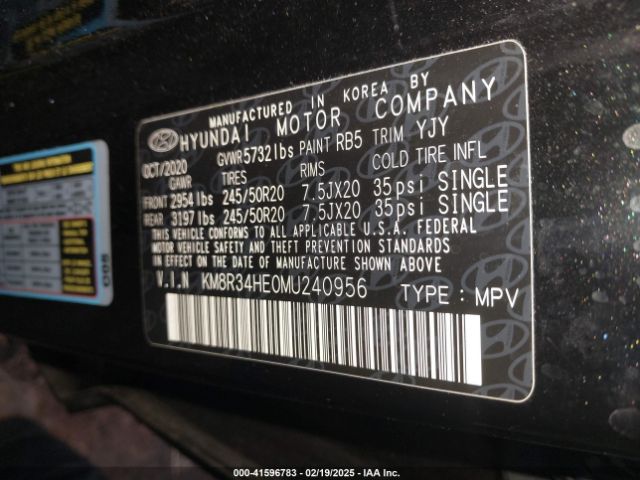 MANUFACTURED IN KOREA BY
HYUNDAI MOTOR COMPANY
OCT/2020 GVWR 5732 lbs PAINT RB5 TRIM YJY
GAWR TIRES RIMS COLD TIRE INFL
FRONT 2954 lbs 245/50R20 7.5JX20 35psi SINGLE
REAR 3197 lbs 245/50R20 7.5JX20 35psi SINGLE
THIS VEHICLE CONFORMS TO ALL APPLICABLE U.S.A. FEDERAL
MOTOR VEHICLE SAFETY AND THEFT PREVENTION STANDARDS
IN EFFECT ON THE DATE OF MANUFACTURE SHOWN ABOVE.
V.I.N KM8R34HE0MU240956 TYPE : MPV
000-41596783 - 02/19/2025 - IAA Inc.